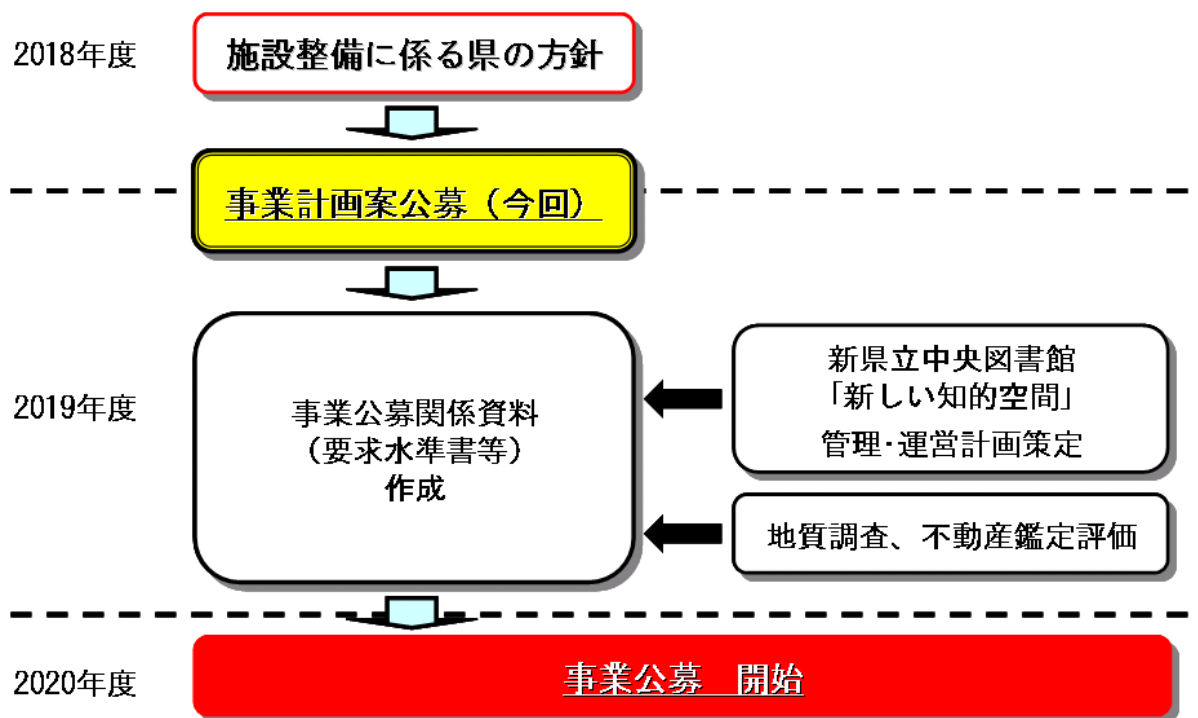 2018年度
施設整備に係る県の方針
事業計画案公募（今回）
2019年度
事業公募関係資料
（要求水準書等）
作成
新県立中央図書館
「新しい知的空間」
管理・運営計画策定
地質調査、不動産鑑定評価
2020年度
事業公募　開始